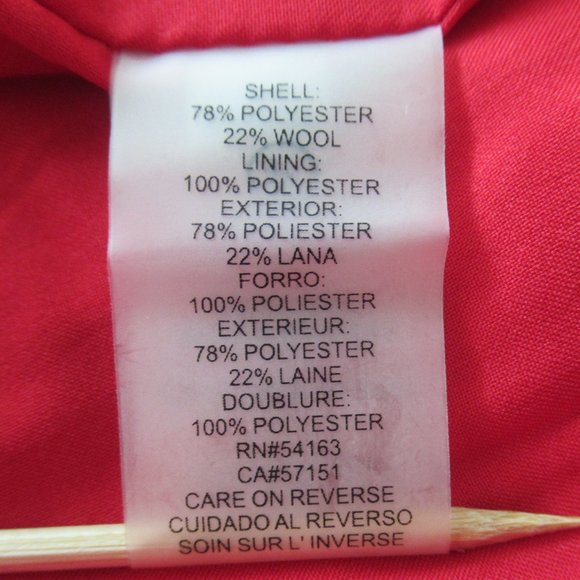 SHELL:
78% POLYESTER
22% WOOL
LINING:
100% POLYESTER
EXTERIOR:
78% POLIESTER
22% LANA
FORRO:
100% POLIESTER
EXTERIEUR:
78% POLYESTER
22% LAINE
DOUBLURE:
100% POLYESTER
RN#54163
CA#57151
CARE ON REVERSE
CUIDADO AL REVERSO
SOIN SUR L' INVERSE